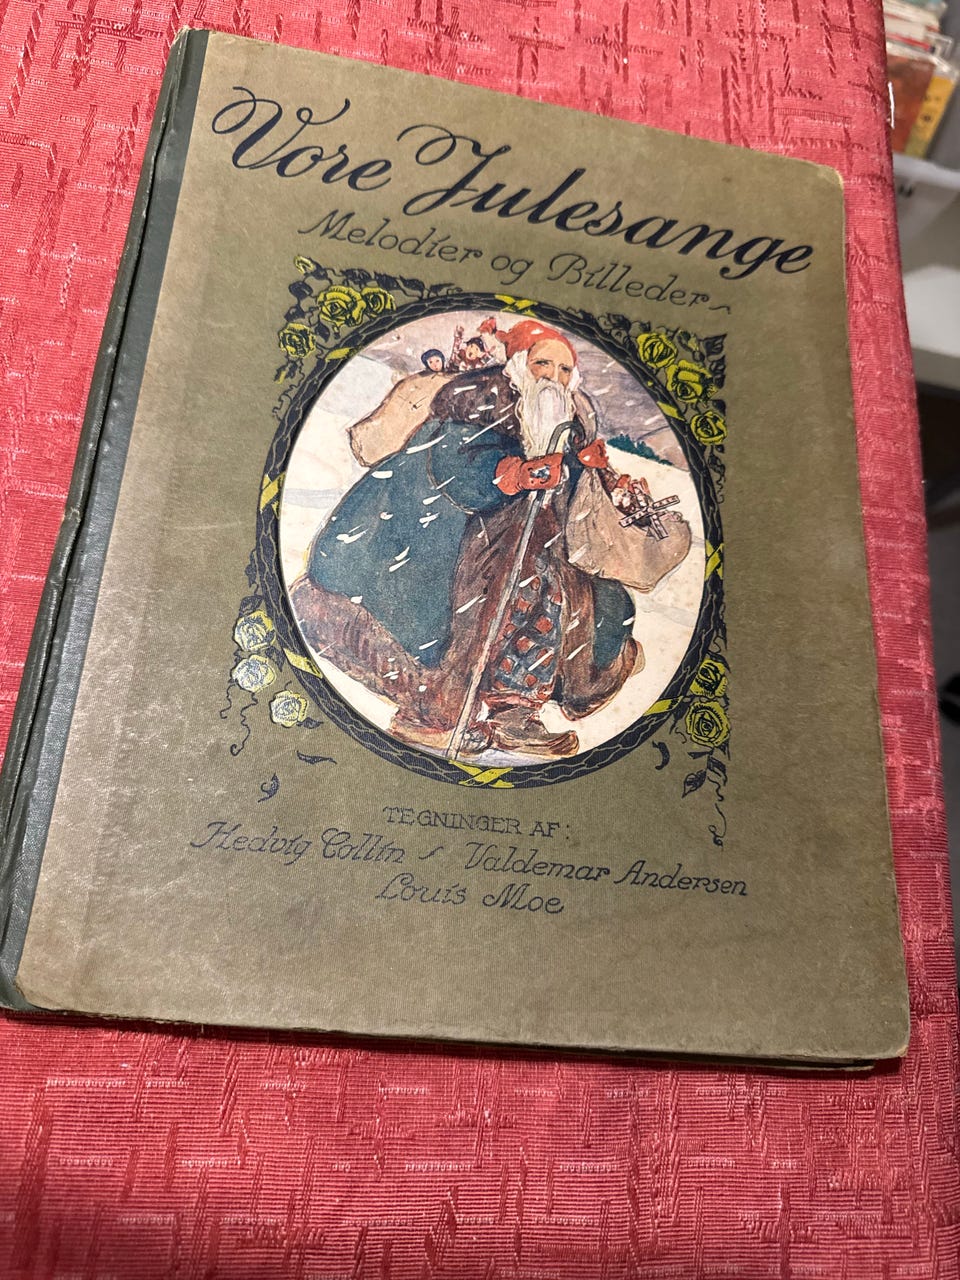 Vore Julesange
Melodier og Billeder
TEGNINGER AF:
Hedvig Collin - Valdemar Andersen
Louis Moe